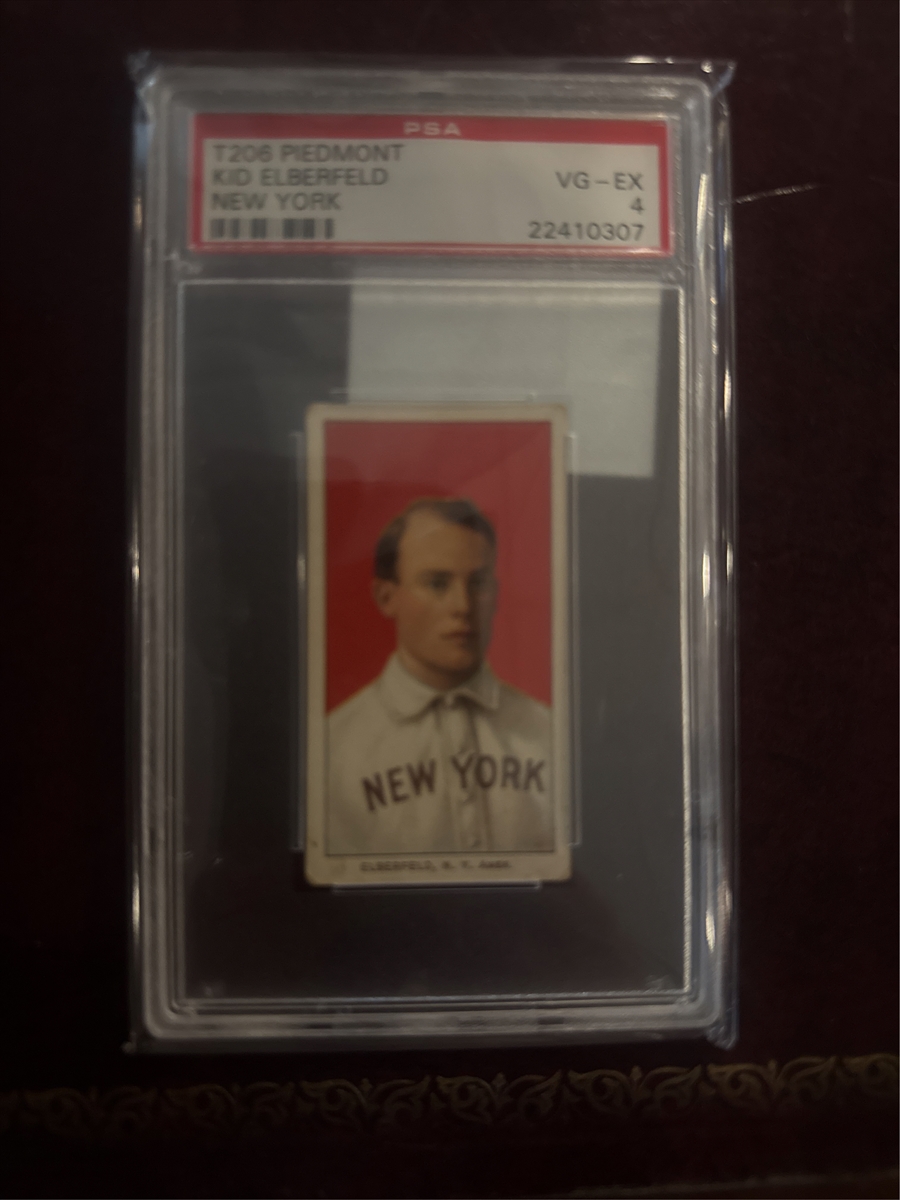 PSA
T206 PIEDMONT
KID ELBERFELD
NEW YORK
VG-EX
4
22410307
NEW YORK
ELBERFELD, N. Y. AMER.